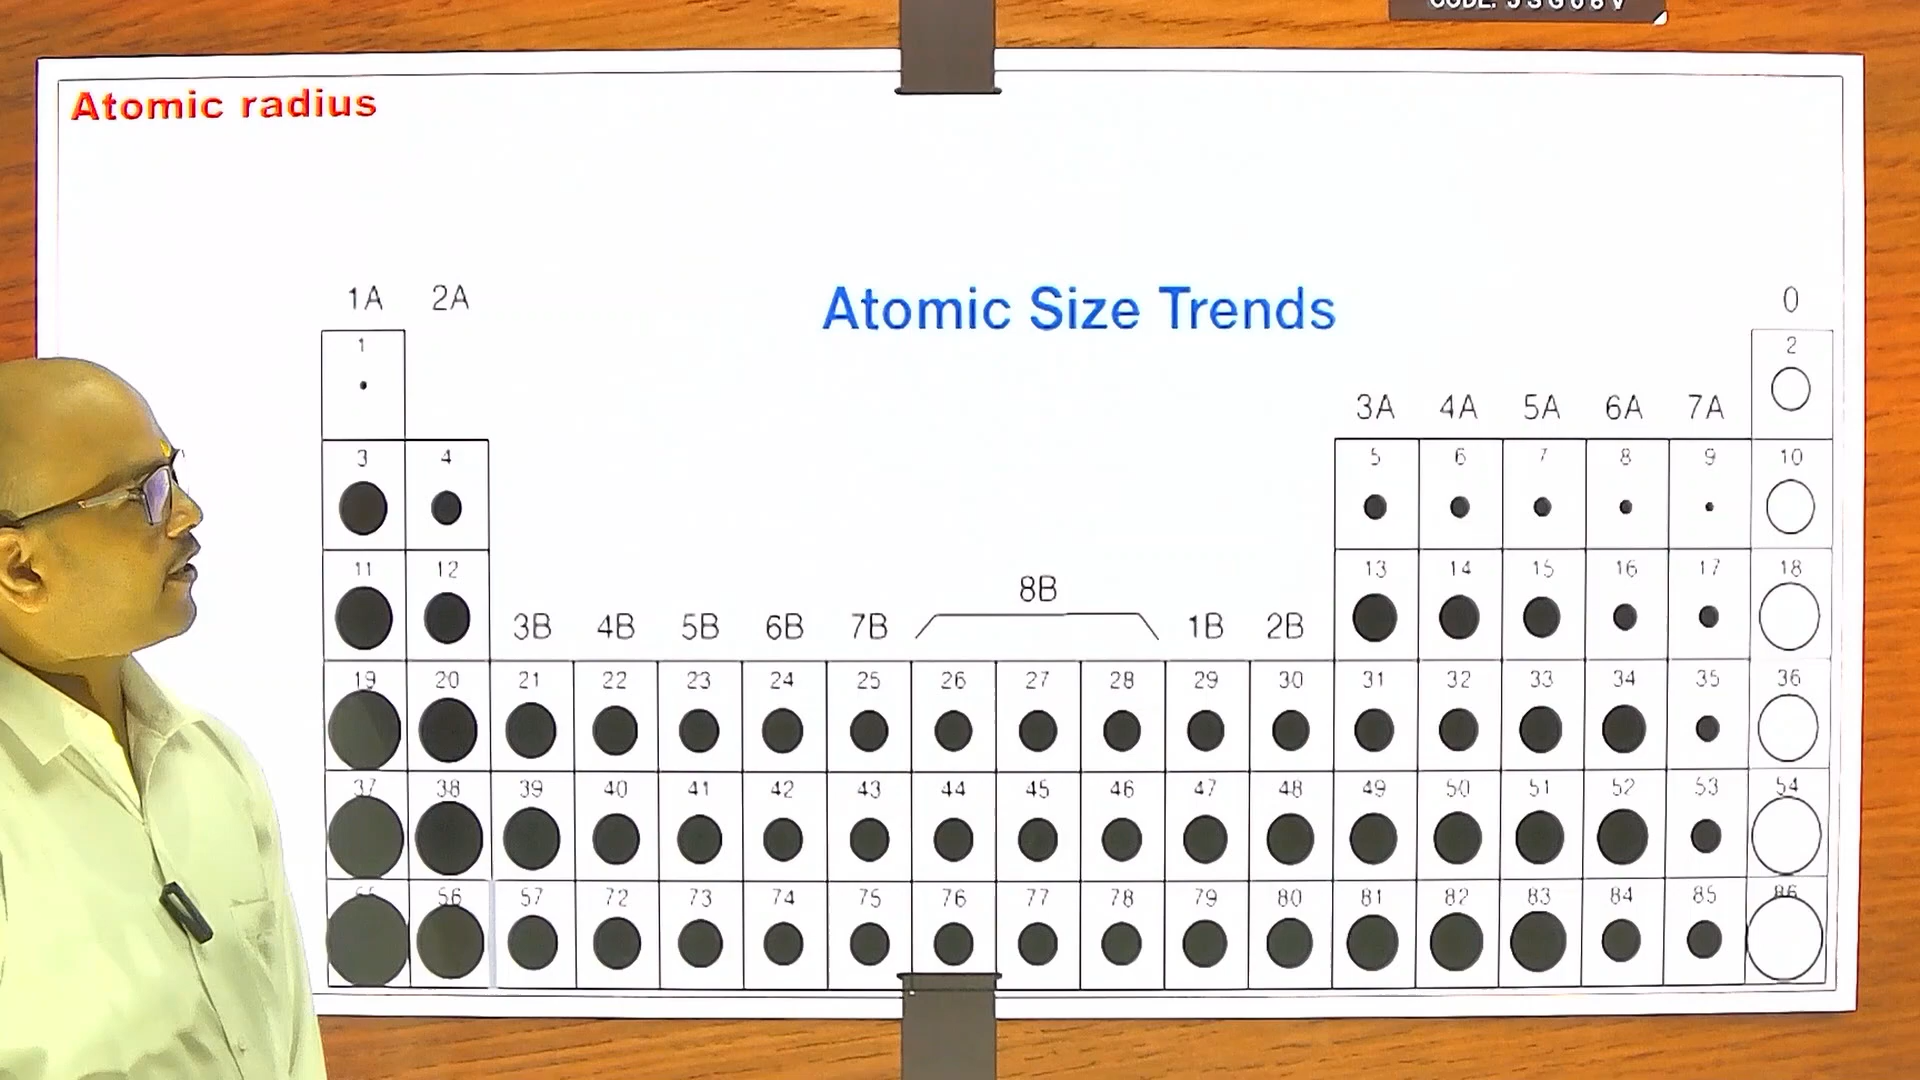 CODE: JSG06V
Atomic radius
Atomic Size Trends
1A 2A 0
1 2
3A 4A 5A 6A 7A
3 4 5 6 7 8 9 10
11 12 13 14 15 16 17 18
8B
3B 4B 5B 6B 7B 1B 2B
19 20 21 22 23 24 25 26 27 28 29 30 31 32 33 34 35 36
37 38 39 40 41 42 43 44 45 46 47 48 49 50 51 52 53 54
56 57 72 73 74 75 76 77 78 79 80 81 82 83 84 85 86